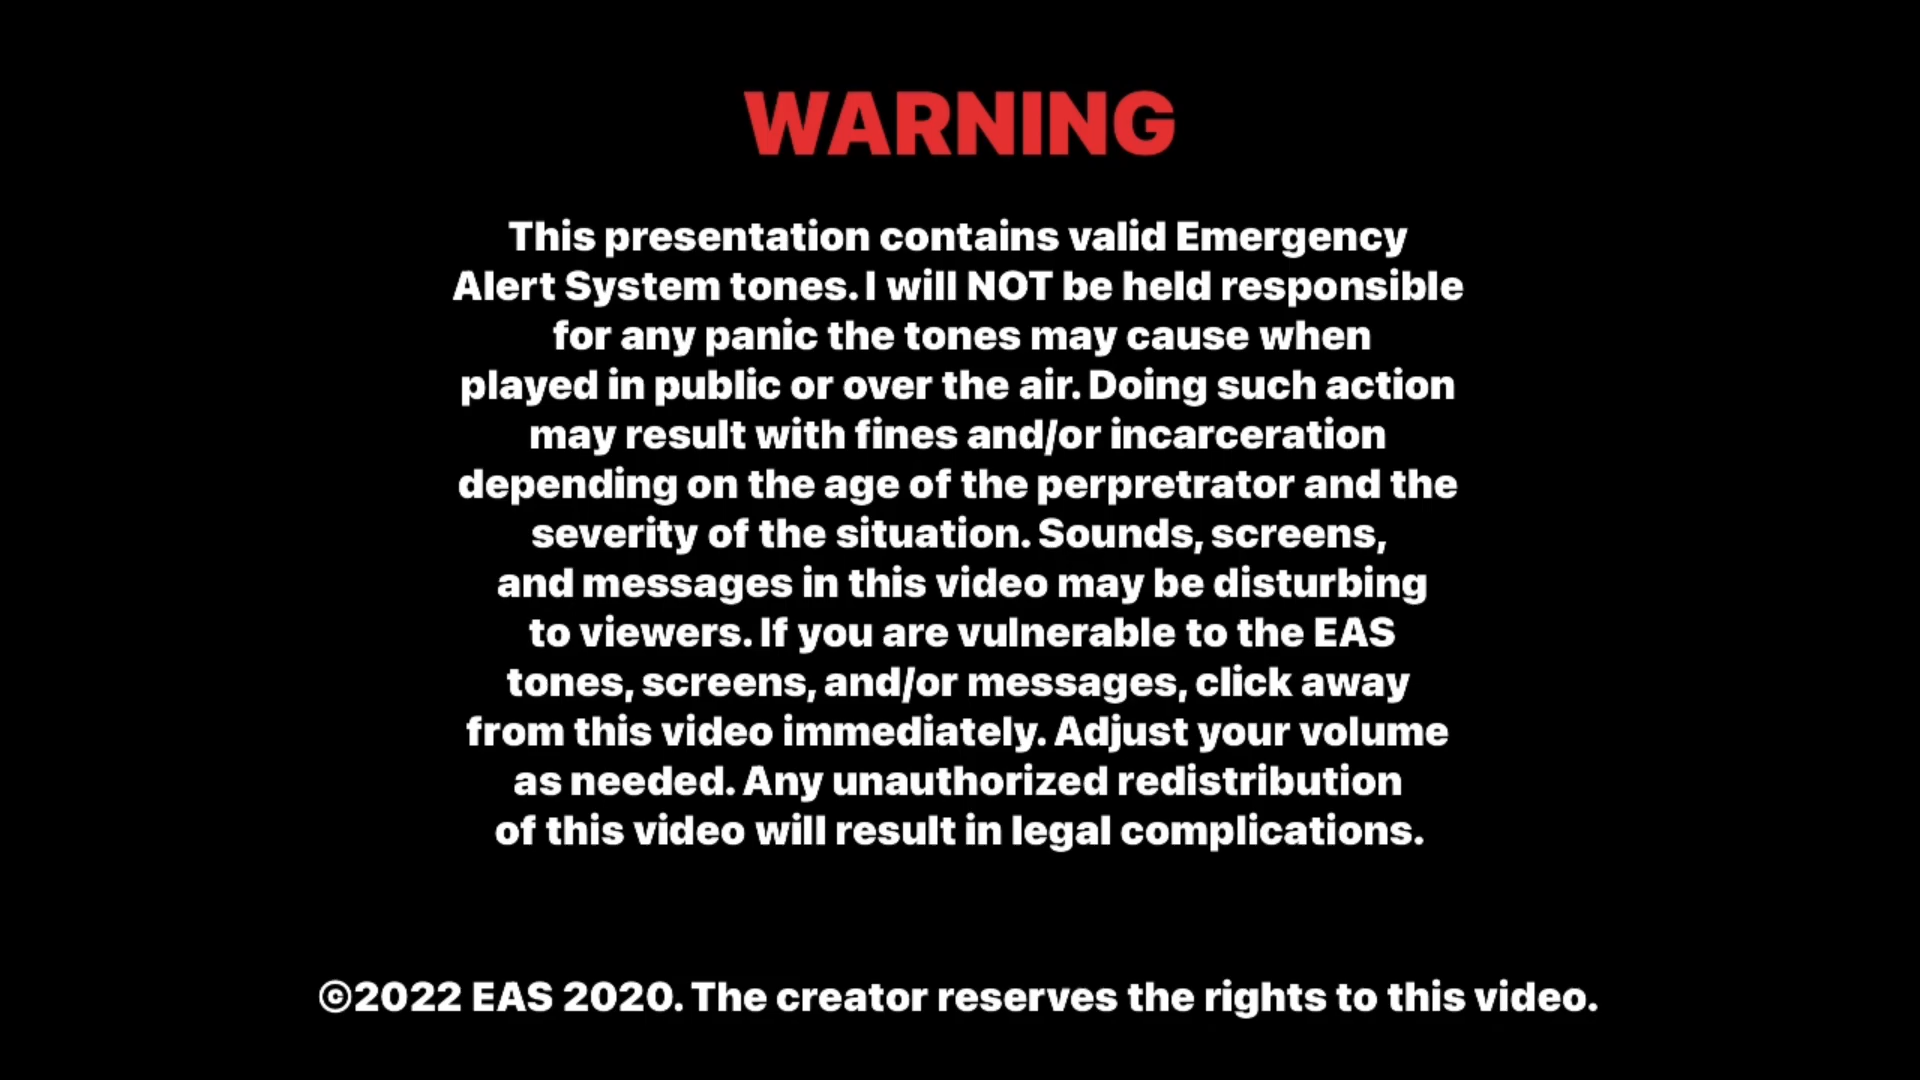 WARNING
This presentation contains valid Emergency
Alert System tones. I will NOT be held responsible
for any panic the tones may cause when
played in public or over the air. Doing such action
may result with fines and/or incarceration
depending on the age of the perpretrator and the
severity of the situation. Sounds, screens,
and messages in this video may be disturbing
to viewers. If you are vulnerable to the EAS
tones, screens, and/or messages, click away
from this video immediately. Adjust your volume
as needed. Any unauthorized redistribution
of this video will result in legal complications.
©2022 EAS 2020. The creator reserves the rights to this video.